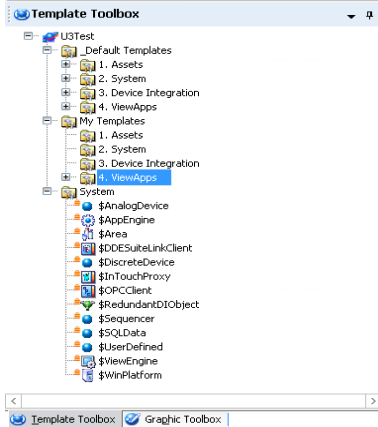 Template Toolbox
U3Test
_Default Templates
1. Assets
2. System
3. Device Integration
4. ViewApps
My Templates
1. Assets
2. System
3. Device Integration
4. ViewApps
System
$AnalogDevice
$AppEngine
$Area
$DDESuiteLinkClient
$DiscreteDevice
$InTouchProxy
$OPCClient
$RedundantDIObject
$Sequencer
$SQLData
$UserDefined
$ViewEngine
$WinPlatform
Template Toolbox Graphic Toolbox